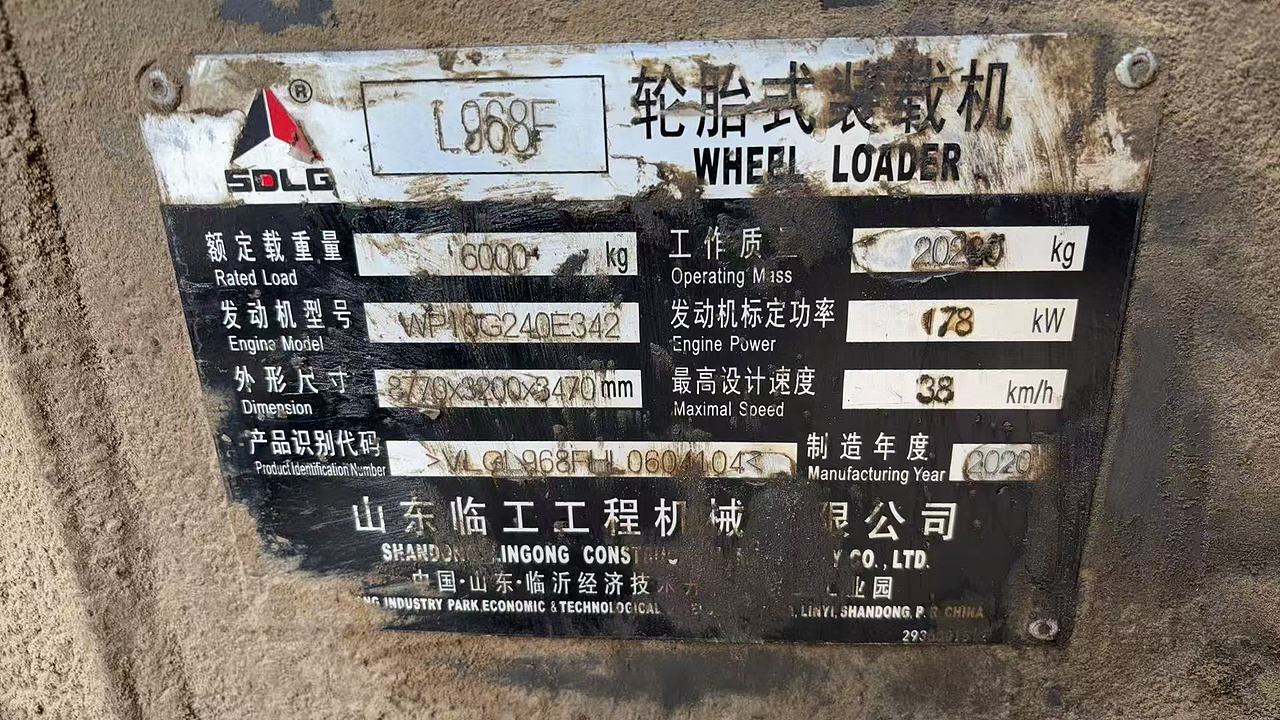 ®
SDLG
L968F
轮胎式装载机
WHEEL LOADER
额定载重量 6000 kg
Rated Load
工作质 kg
Operating Mass
发动机型号 WP10G240E342
Engine Model
发动机标定功率 178 kW
Engine Power
外形尺寸 8770x3200x3470 mm
Dimension
最高设计速度 38 km/h
Maximal Speed
产品识别代码
Product Identification Number
制造年度 2020
Manufacturing Year
山东临工工程机械 限公司
SHANDONG LINGONG CO., LTD.
中国·山东·临沂经济技 业园
INDUSTRY PARK ECONOMIC & TECHNOLOGICAL LINYI, SHANDONG, P.R CHINA